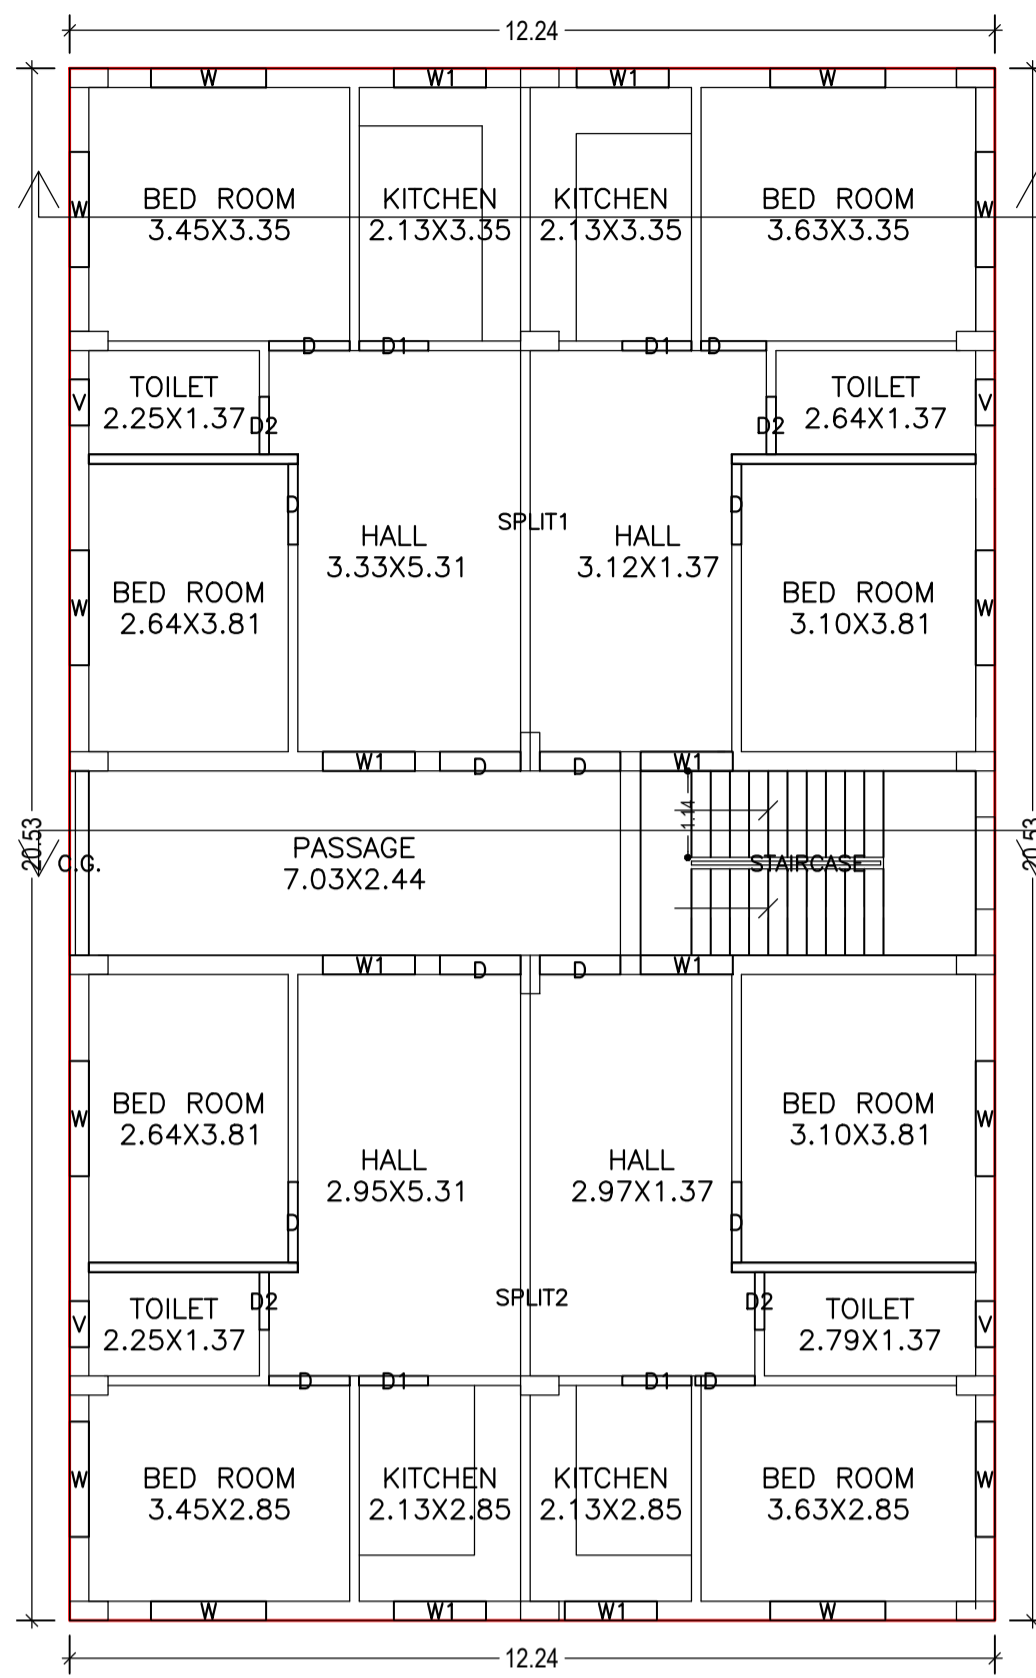 12.24
W W1 W1 W
BED ROOM KITCHEN KITCHEN BED ROOM
W W
3.45X3.35 2.13X3.35 2.13X3.35 3.63X3.35
D D1 D1 D
TOILET TOILET
V V
2.25X1.37 2.64X1.37
D2 D2
D D
SPLIT1
HALL HALL
3.33X5.31 3.12X1.37
BED ROOM BED ROOM
W W
2.64X3.81 3.10X3.81
W1 D D W1
1.14
PASSAGE
20.53 C.G. STAIRCASE 20.53
7.03X2.44
W1 D D W1
BED ROOM BED ROOM
W W
2.64X3.81 3.10X3.81
HALL HALL
2.95X5.31 2.97X1.37
D D
SPLIT2
D2 D2
TOILET TOILET
V V
2.25X1.37 2.79X1.37
D D1 D1 D
BED ROOM KITCHEN KITCHEN BED ROOM
W W
3.45X2.85 2.13X2.85 2.13X2.85 3.63X2.85
W W1 W1 W
12.24